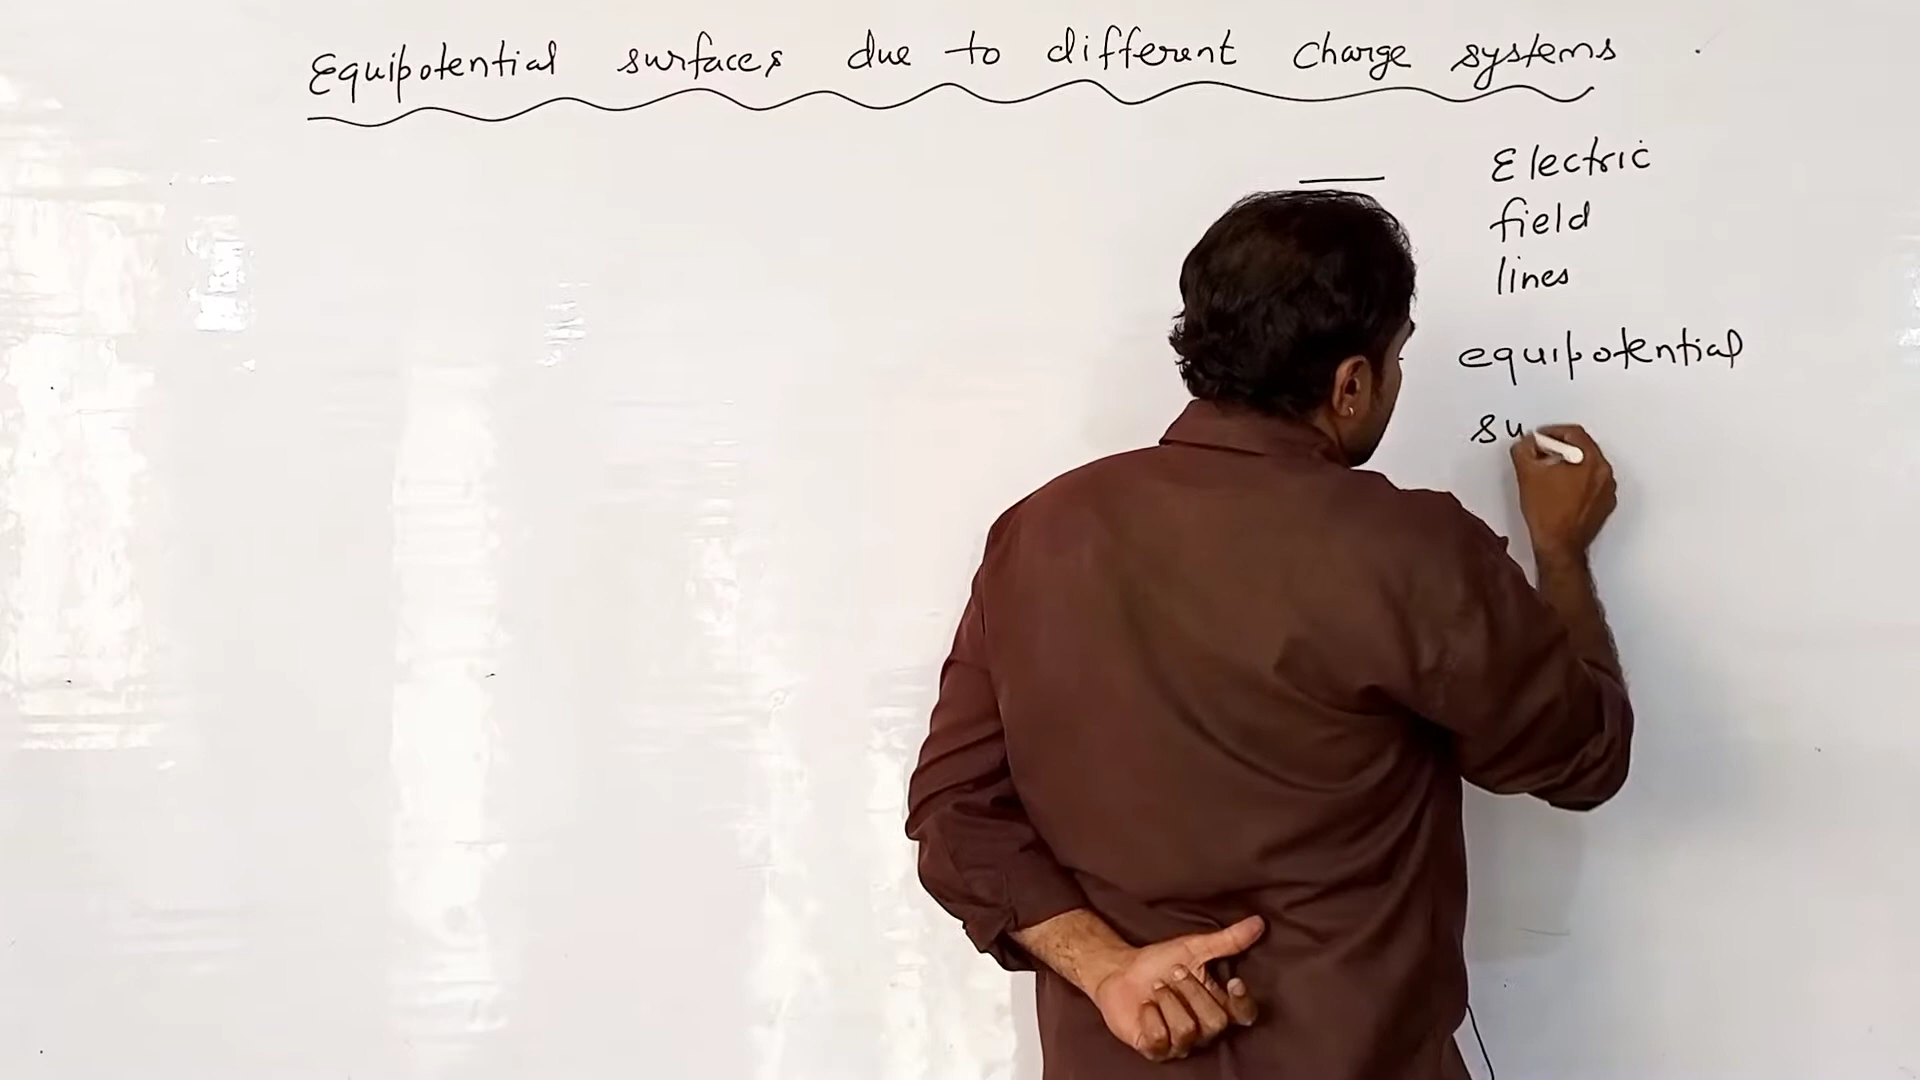 Equipotential surfaces due to different charge systems
Electric
field
lines
equipotential
su